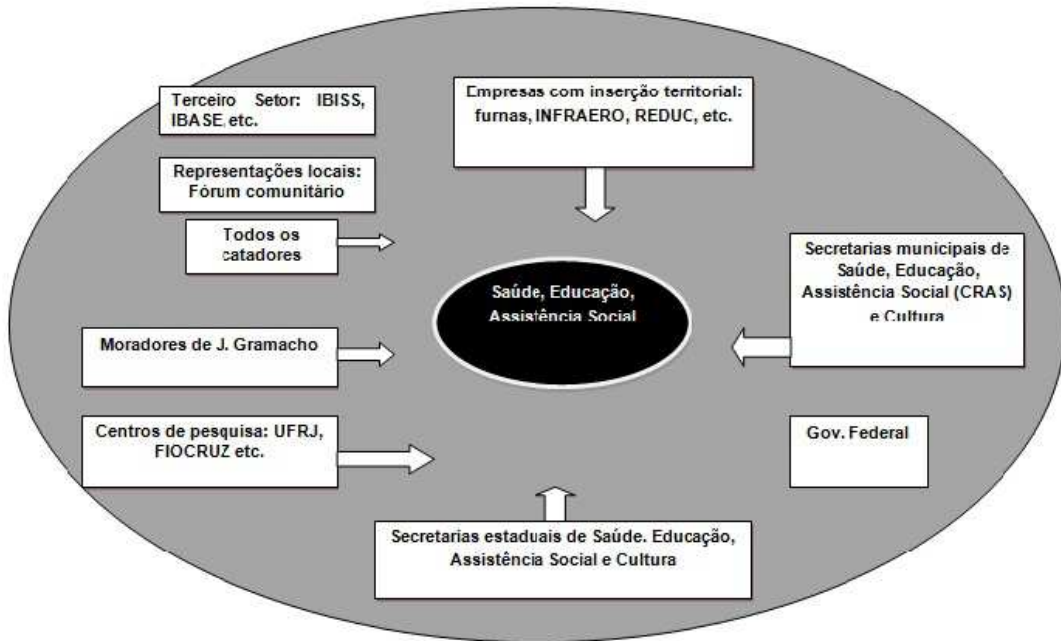 Terceiro Setor: IBISS,
IBASE, etc.
Empresas com inserção territorial:
furnas, INFRAERO, REDUC, etc.
Representações locais:
Fórum comunitário
Todos os
catadores
Secretarias municipais de
Saúde, Educação,
Assistência Social (CRAS)
e Cultura
Saúde, Educação,
Assistência Social
Moradores de J. Gramacho
Centros de pesquisa: UFRJ,
FIOCRUZ etc.
Gov. Federal
Secretarias estaduais de Saúde. Educação,
Assistência Social e Cultura